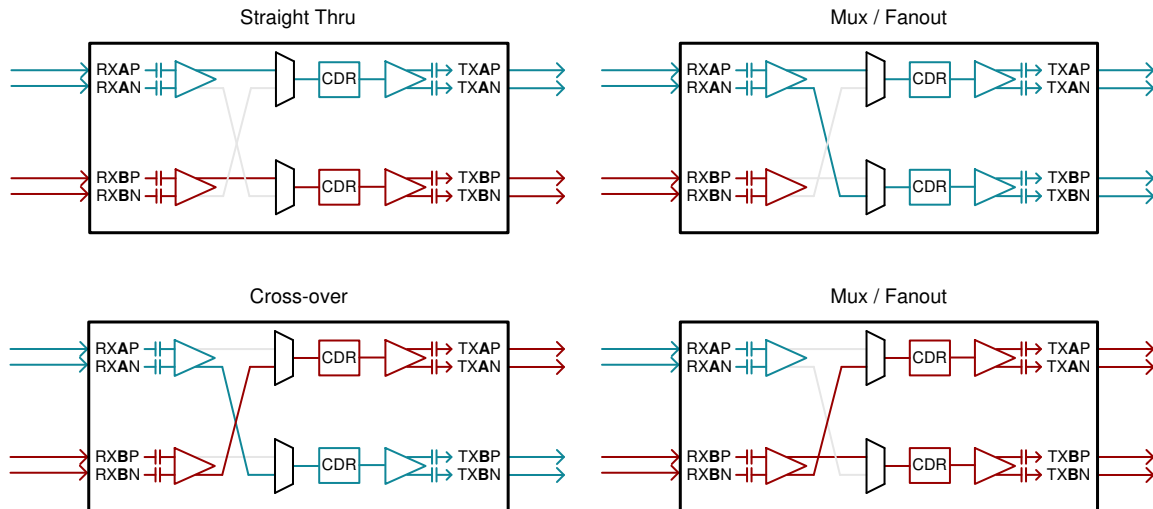 Straight Thru
RXAP
RXAN
CDR
TXAP
TXAN
RXBP
RXBN
CDR
TXBP
TXBN
Mux / Fanout
RXAP
RXAN
CDR
TXAP
TXAN
RXBP
RXBN
CDR
TXBP
TXBN
Cross-over
RXAP
RXAN
CDR
TXAP
TXAN
RXBP
RXBN
CDR
TXBP
TXBN
Mux / Fanout
RXAP
RXAN
CDR
TXAP
TXAN
RXBP
RXBN
CDR
TXBP
TXBN